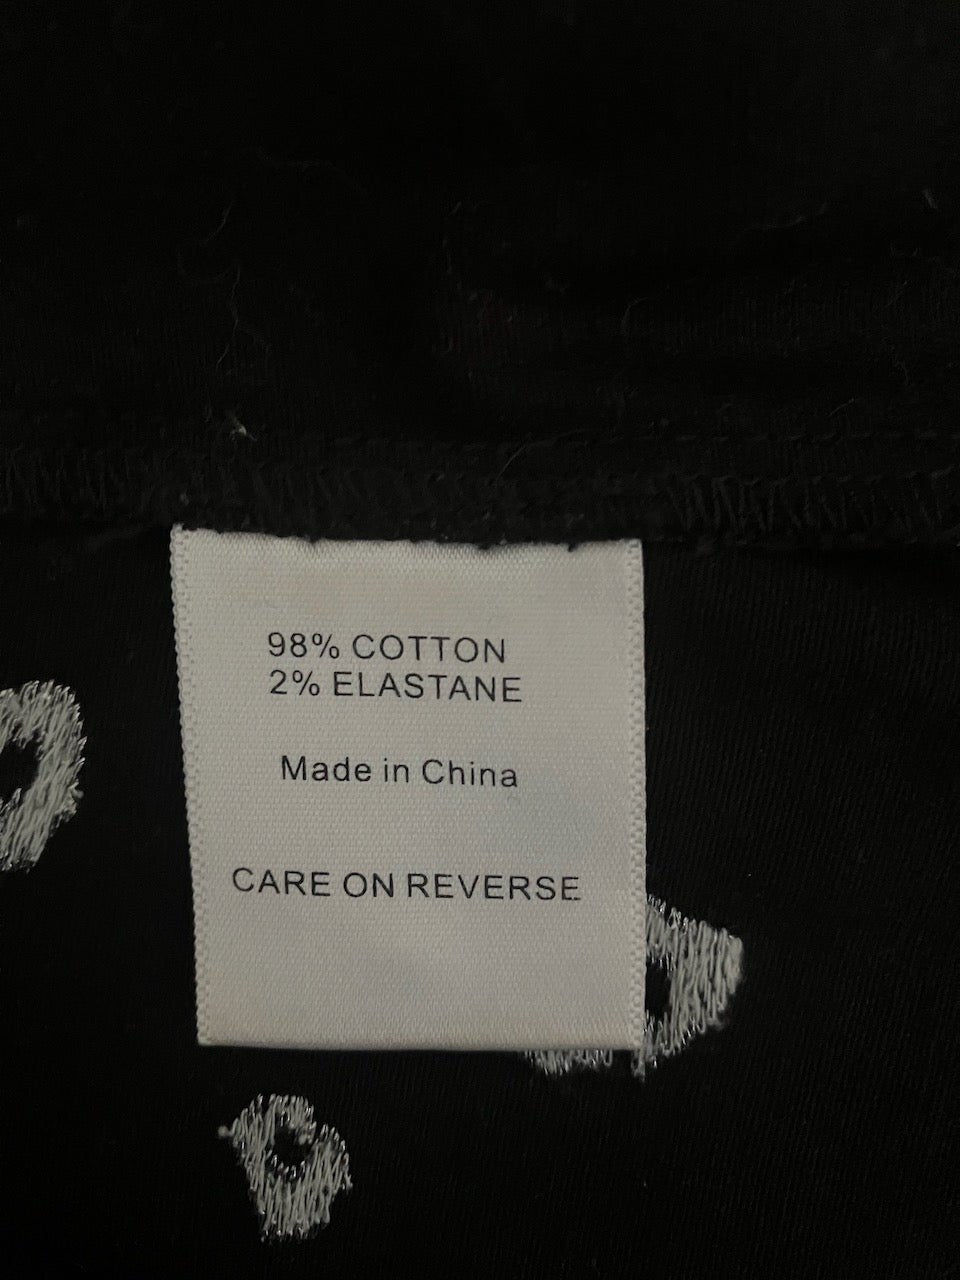 98% COTTON
2% ELASTANE
Made in China
CARE ON REVERSE